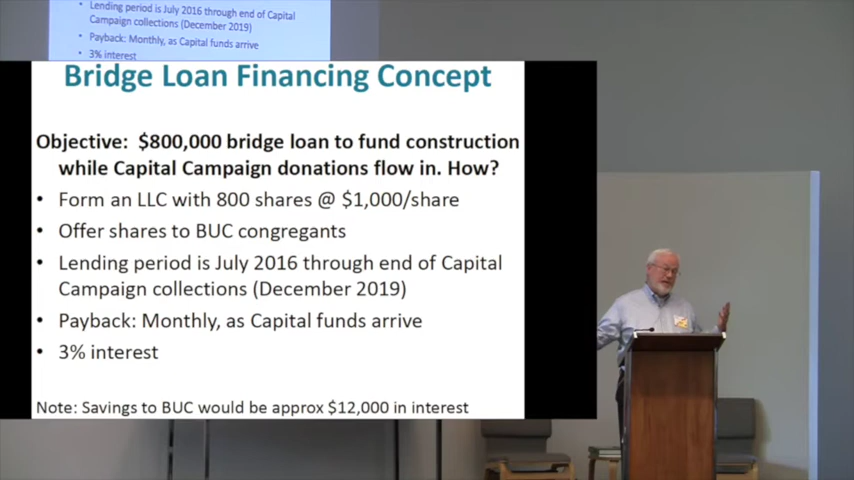 • Lending period is July 2016 through end of Capital
Campaign collections (December 2019)
• Payback: Monthly, as Capital funds arrive
• 3% interest
Bridge Loan Financing Concept
Objective: $800,000 bridge loan to fund construction
while Capital Campaign donations flow in. How?
• Form an LLC with 800 shares @ $1,000/share
• Offer shares to BUC congregants
• Lending period is July 2016 through end of Capital
Campaign collections (December 2019)
• Payback: Monthly, as Capital funds arrive
• 3% interest
Note: Savings to BUC would be approx $12,000 in interest